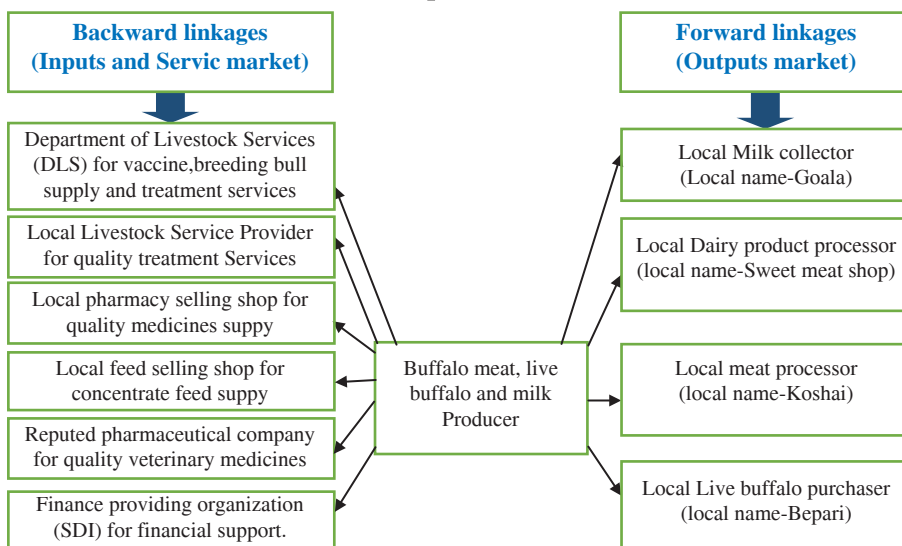 Backward linkages
(Inputs and Servic market)
Department of Livestock Services
(DLS) for vaccine,breeding bull
supply and treatment services
Local Livestock Service Provider
for quality treatment Services
Local pharmacy selling shop for
quality medicines suppy
Local feed selling shop for
concentrate feed suppy
Reputed pharmaceutical company
for quality veterinary medicines
Finance providing organization
(SDI) for financial support.
Buffalo meat, live
buffalo and milk
Producer
Forward linkages
(Outputs market)
Local Milk collector
(Local name-Goala)
Local Dairy product processor
(local name-Sweet meat shop)
Local meat processor
(local name-Koshai)
Local Live buffalo purchaser
(local name-Bepari)